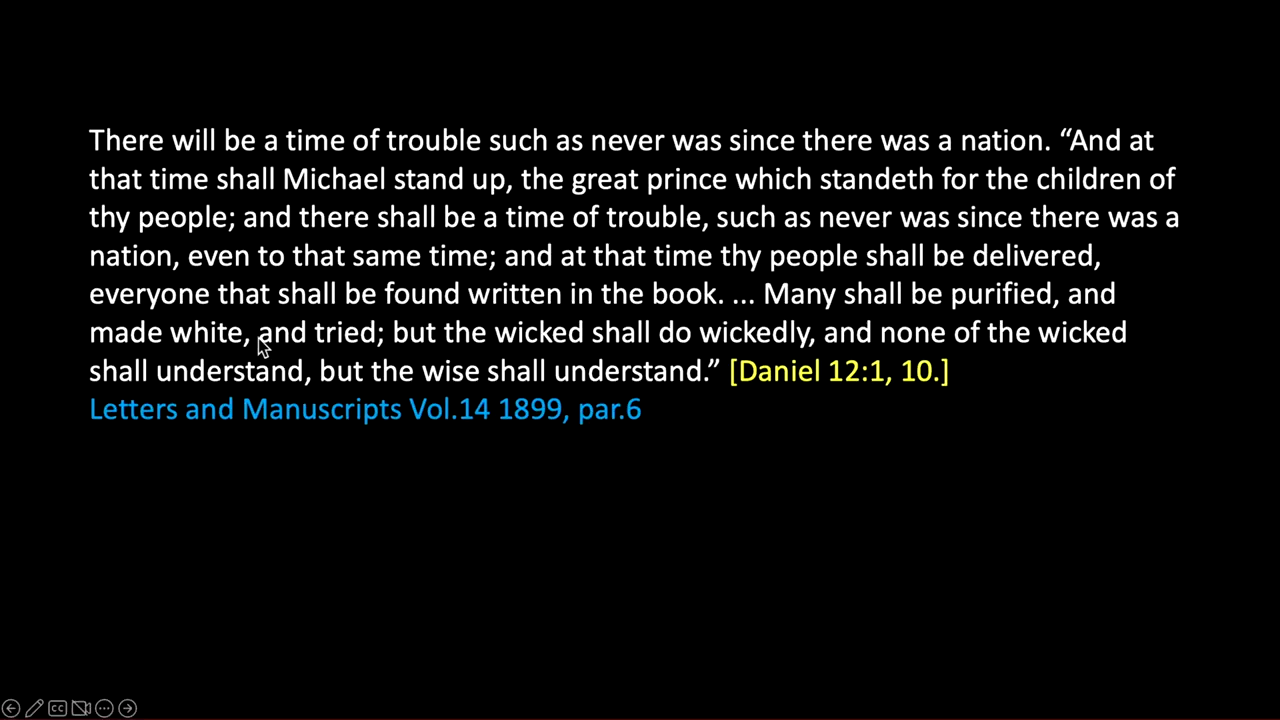 There will be a time of trouble such as never was since there was a nation. “And at
that time shall Michael stand up, the great prince which standeth for the children of
thy people; and there shall be a time of trouble, such as never was since there was a
nation, even to that same time; and at that time thy people shall be delivered,
everyone that shall be found written in the book. ... Many shall be purified, and
made white, and tried; but the wicked shall do wickedly, and none of the wicked
shall understand, but the wise shall understand.” [Daniel 12:1, 10.]
Letters and Manuscripts Vol.14 1899, par.6
CC